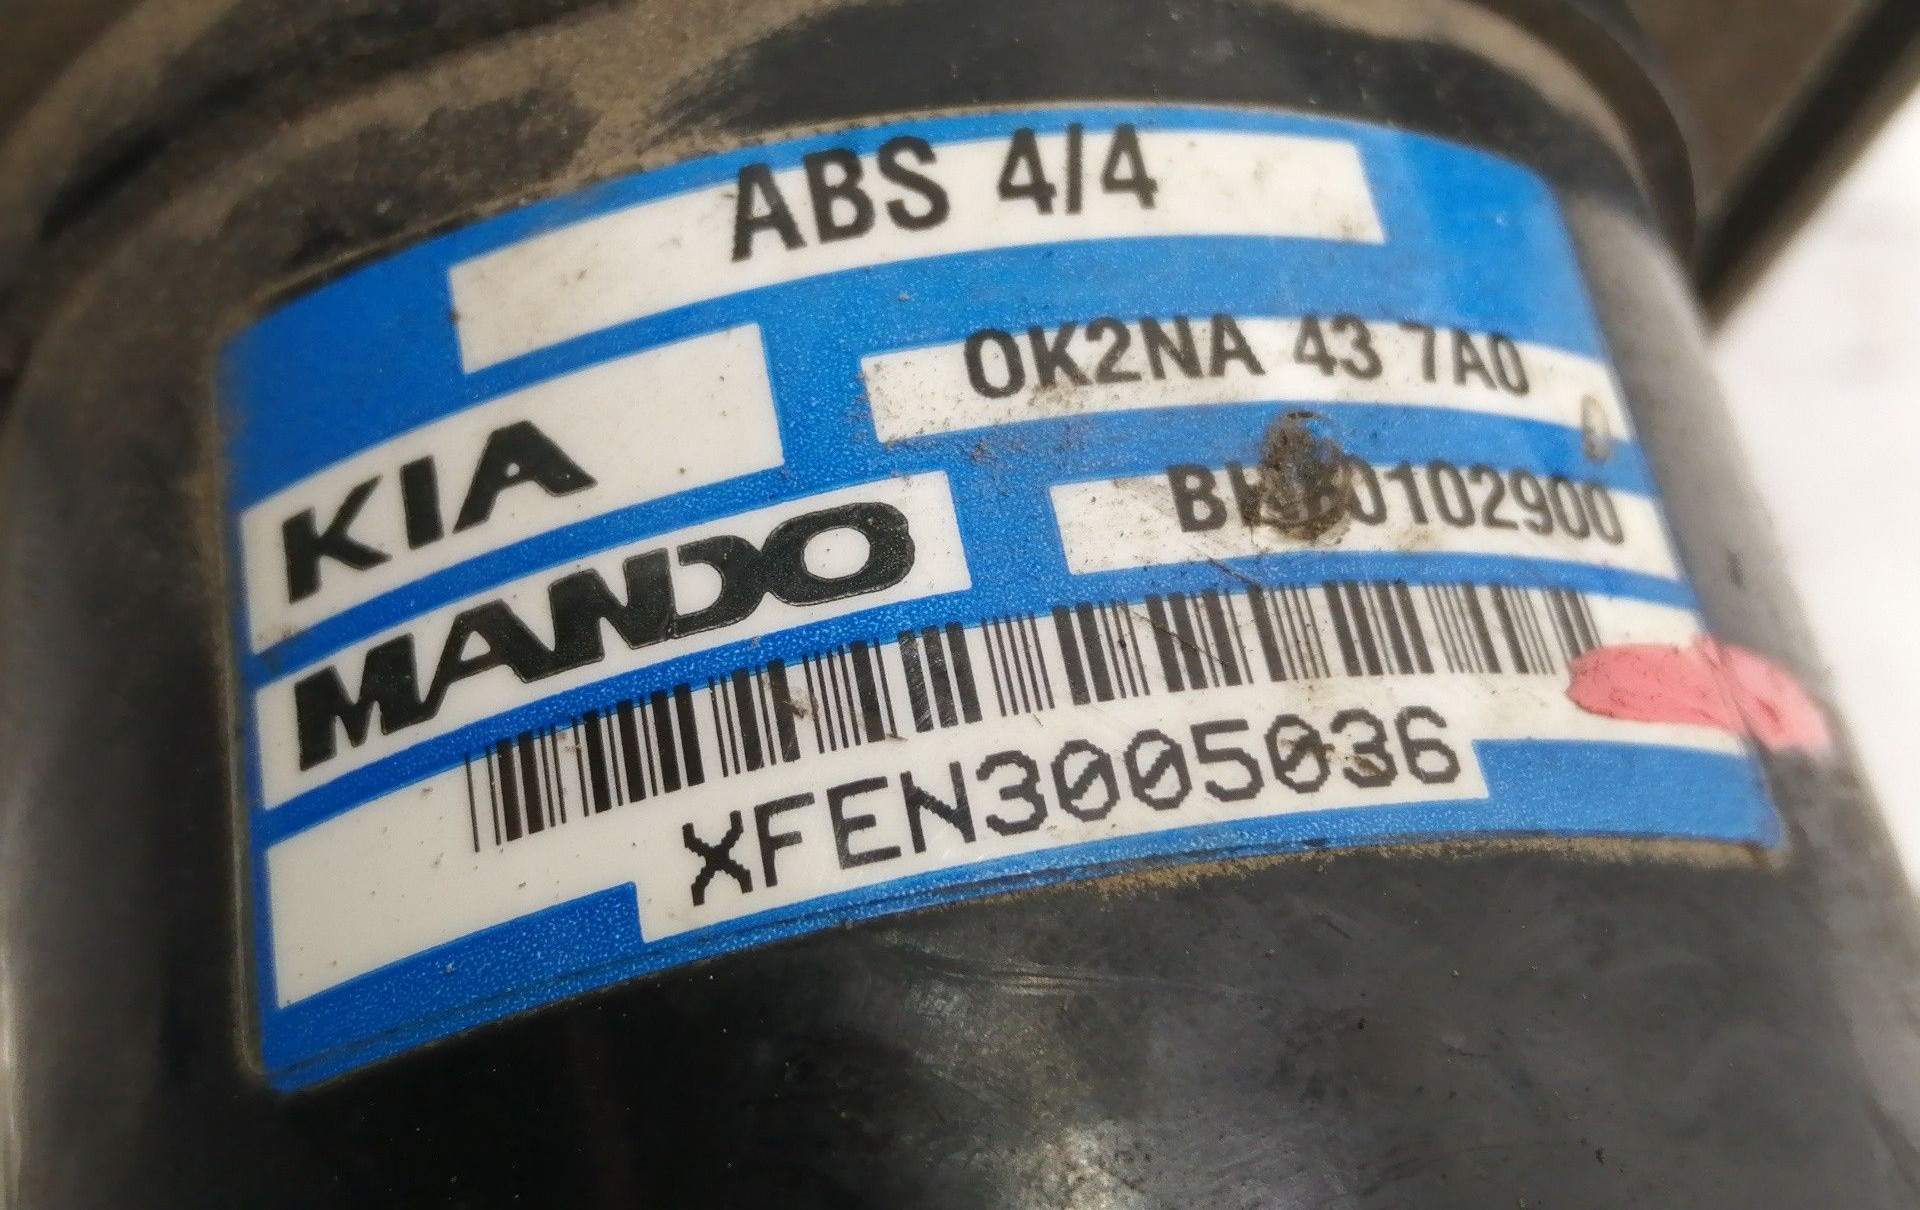 ABS 4/4
KIA
0K2NA 43 7A0
MANDO
XFEN3005036